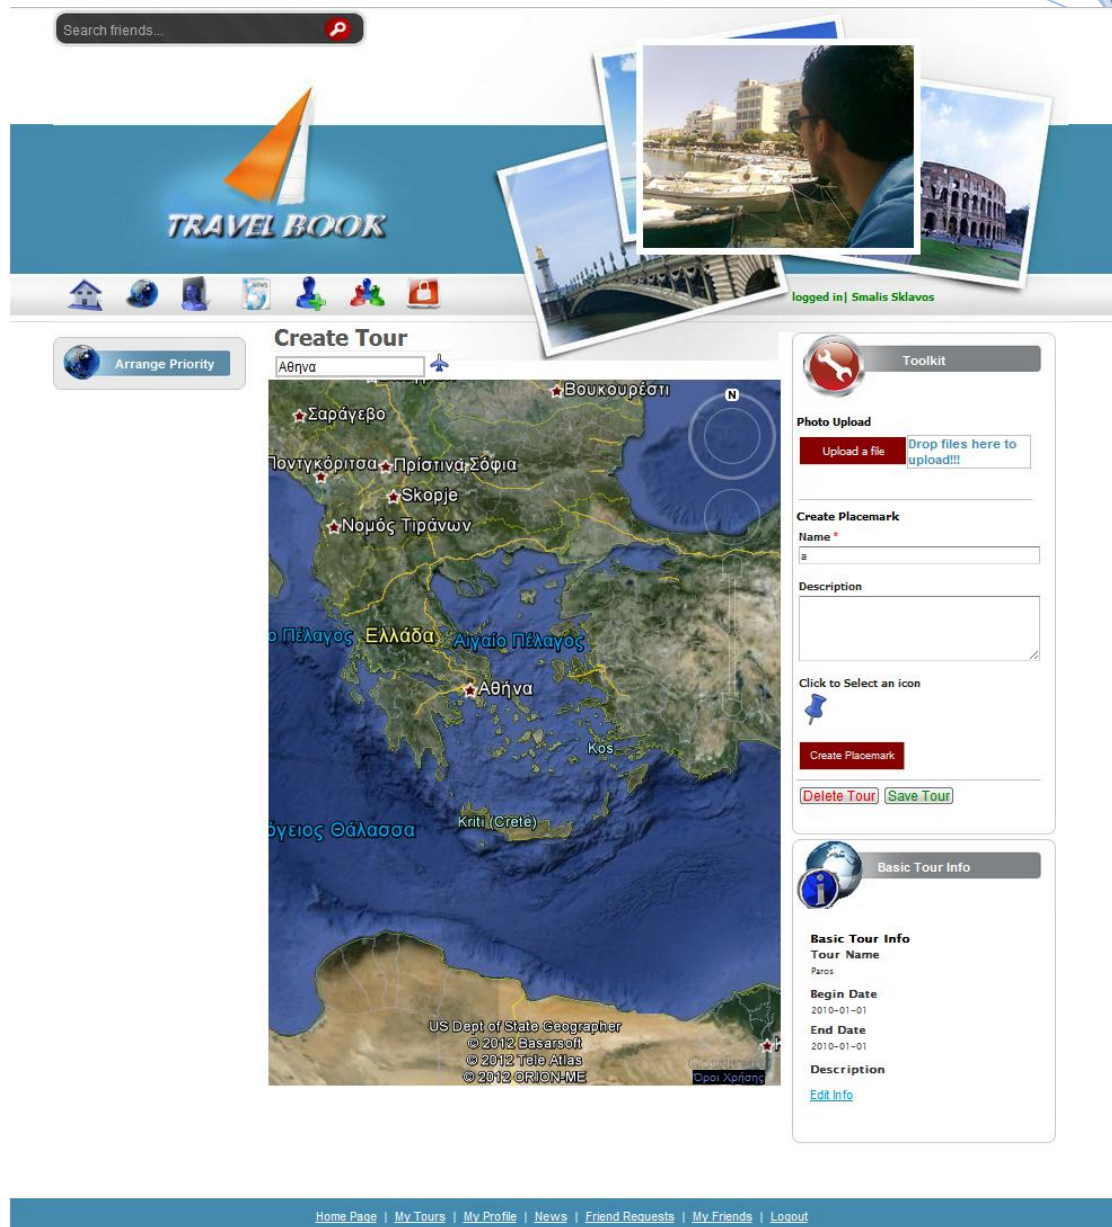 Search friends...
TRAVEL BOOK
NEWS
logged in| Smalis Sklavos
Arrange Priority
Create Tour
Αθηνα
Βουκουρέστι
N
Σαράγεβο
Ποντγκόριτσα
Πρίστινα
Σόφια
Skopje
Νομός Τιράνων
ο Πέλαγος
Ελλάδα
Αιγαίο Πέλαγος
Αθήνα
Kos
Kriti (Crete)
όγειος Θάλασσα
US Dept of State Geographer
© 2012 Basarsoft
© 2012 Tele Atlas
© 2012 ORION-ME
Όροι Χρήσης
Toolkit
Photo Upload
Upload a file
Drop files here to
upload!!!
Create Placemark
Name *
a
Description
Click to Select an icon
Create Placemark
Delete Tour
Save Tour
Basic Tour Info
Basic Tour Info
Tour Name
Paros
Begin Date
2010-01-01
End Date
2010-01-01
Description
Edit Info
Home Page | My Tours | My Profile | News | Friend Requests | My Friends | Logout